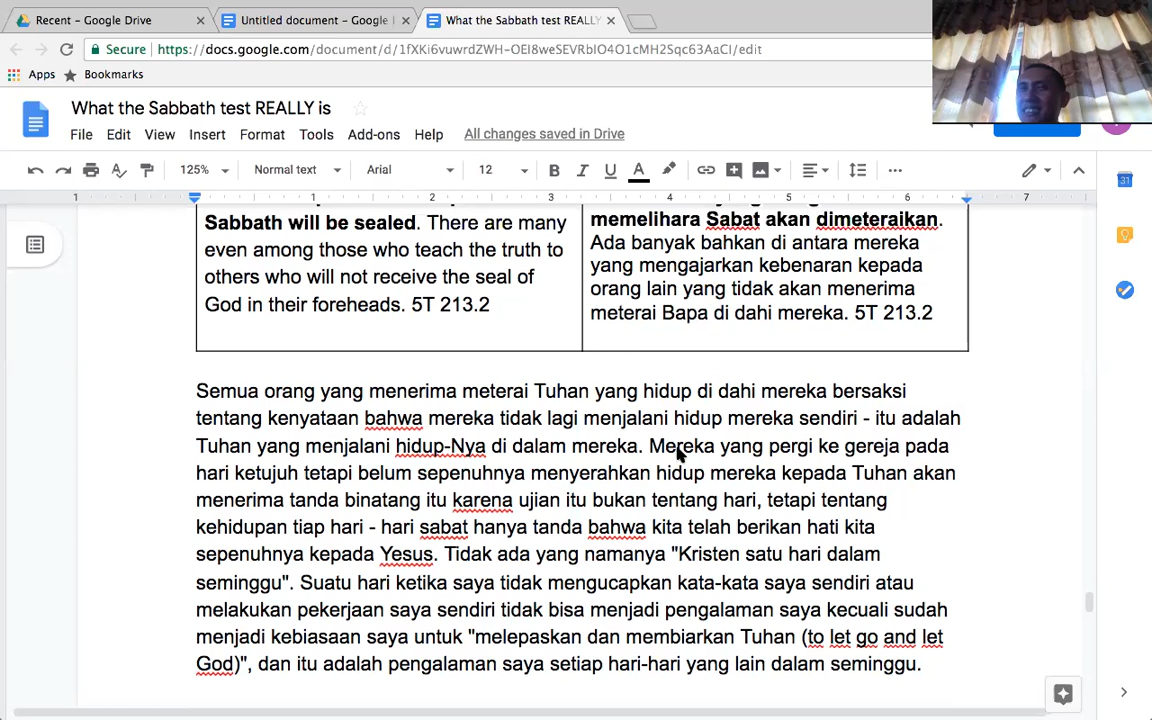 Recent - Google Drive
Untitled document - Google
What the Sabbath test REALLY
Secure
https://docs.google.com/document/d/1fXKi6vuwrdZWH-OEI8weSEVRbIO4O1cMH2Sqc63AaCI/edit
Apps
Bookmarks
What the Sabbath test REALLY is
File Edit View Insert Format Tools Add-ons Help All changes saved in Drive
125% Normal text Arial 12 B I U A
1 1 2 3 4 5 6 7
31
Sabbath will be sealed. There are many
even among those who teach the truth to
others who will not receive the seal of
God in their foreheads. 5T 213.2
memelihara Sabat akan dimeteraikan.
Ada banyak bahkan di antara mereka
yang mengajarkan kebenaran kepada
orang lain yang tidak akan menerima
meterai Bapa di dahi mereka. 5T 213.2
Semua orang yang menerima meterai Tuhan yang hidup di dahi mereka bersaksi
tentang kenyataan bahwa mereka tidak lagi menjalani hidup mereka sendiri - itu adalah
Tuhan yang menjalani hidup-Nya di dalam mereka. Mereka yang pergi ke gereja pada
hari ketujuh tetapi belum sepenuhnya menyerahkan hidup mereka kepada Tuhan akan
menerima tanda binatang itu karena ujian itu bukan tentang hari, tetapi tentang
kehidupan tiap hari - hari sabat hanya tanda bahwa kita telah berikan hati kita
sepenuhnya kepada Yesus. Tidak ada yang namanya "Kristen satu hari dalam
seminggu". Suatu hari ketika saya tidak mengucapkan kata-kata saya sendiri atau
melakukan pekerjaan saya sendiri tidak bisa menjadi pengalaman saya kecuali sudah
menjadi kebiasaan saya untuk "melepaskan dan membiarkan Tuhan (to let go and let
God)", dan itu adalah pengalaman saya setiap hari-hari yang lain dalam seminggu.